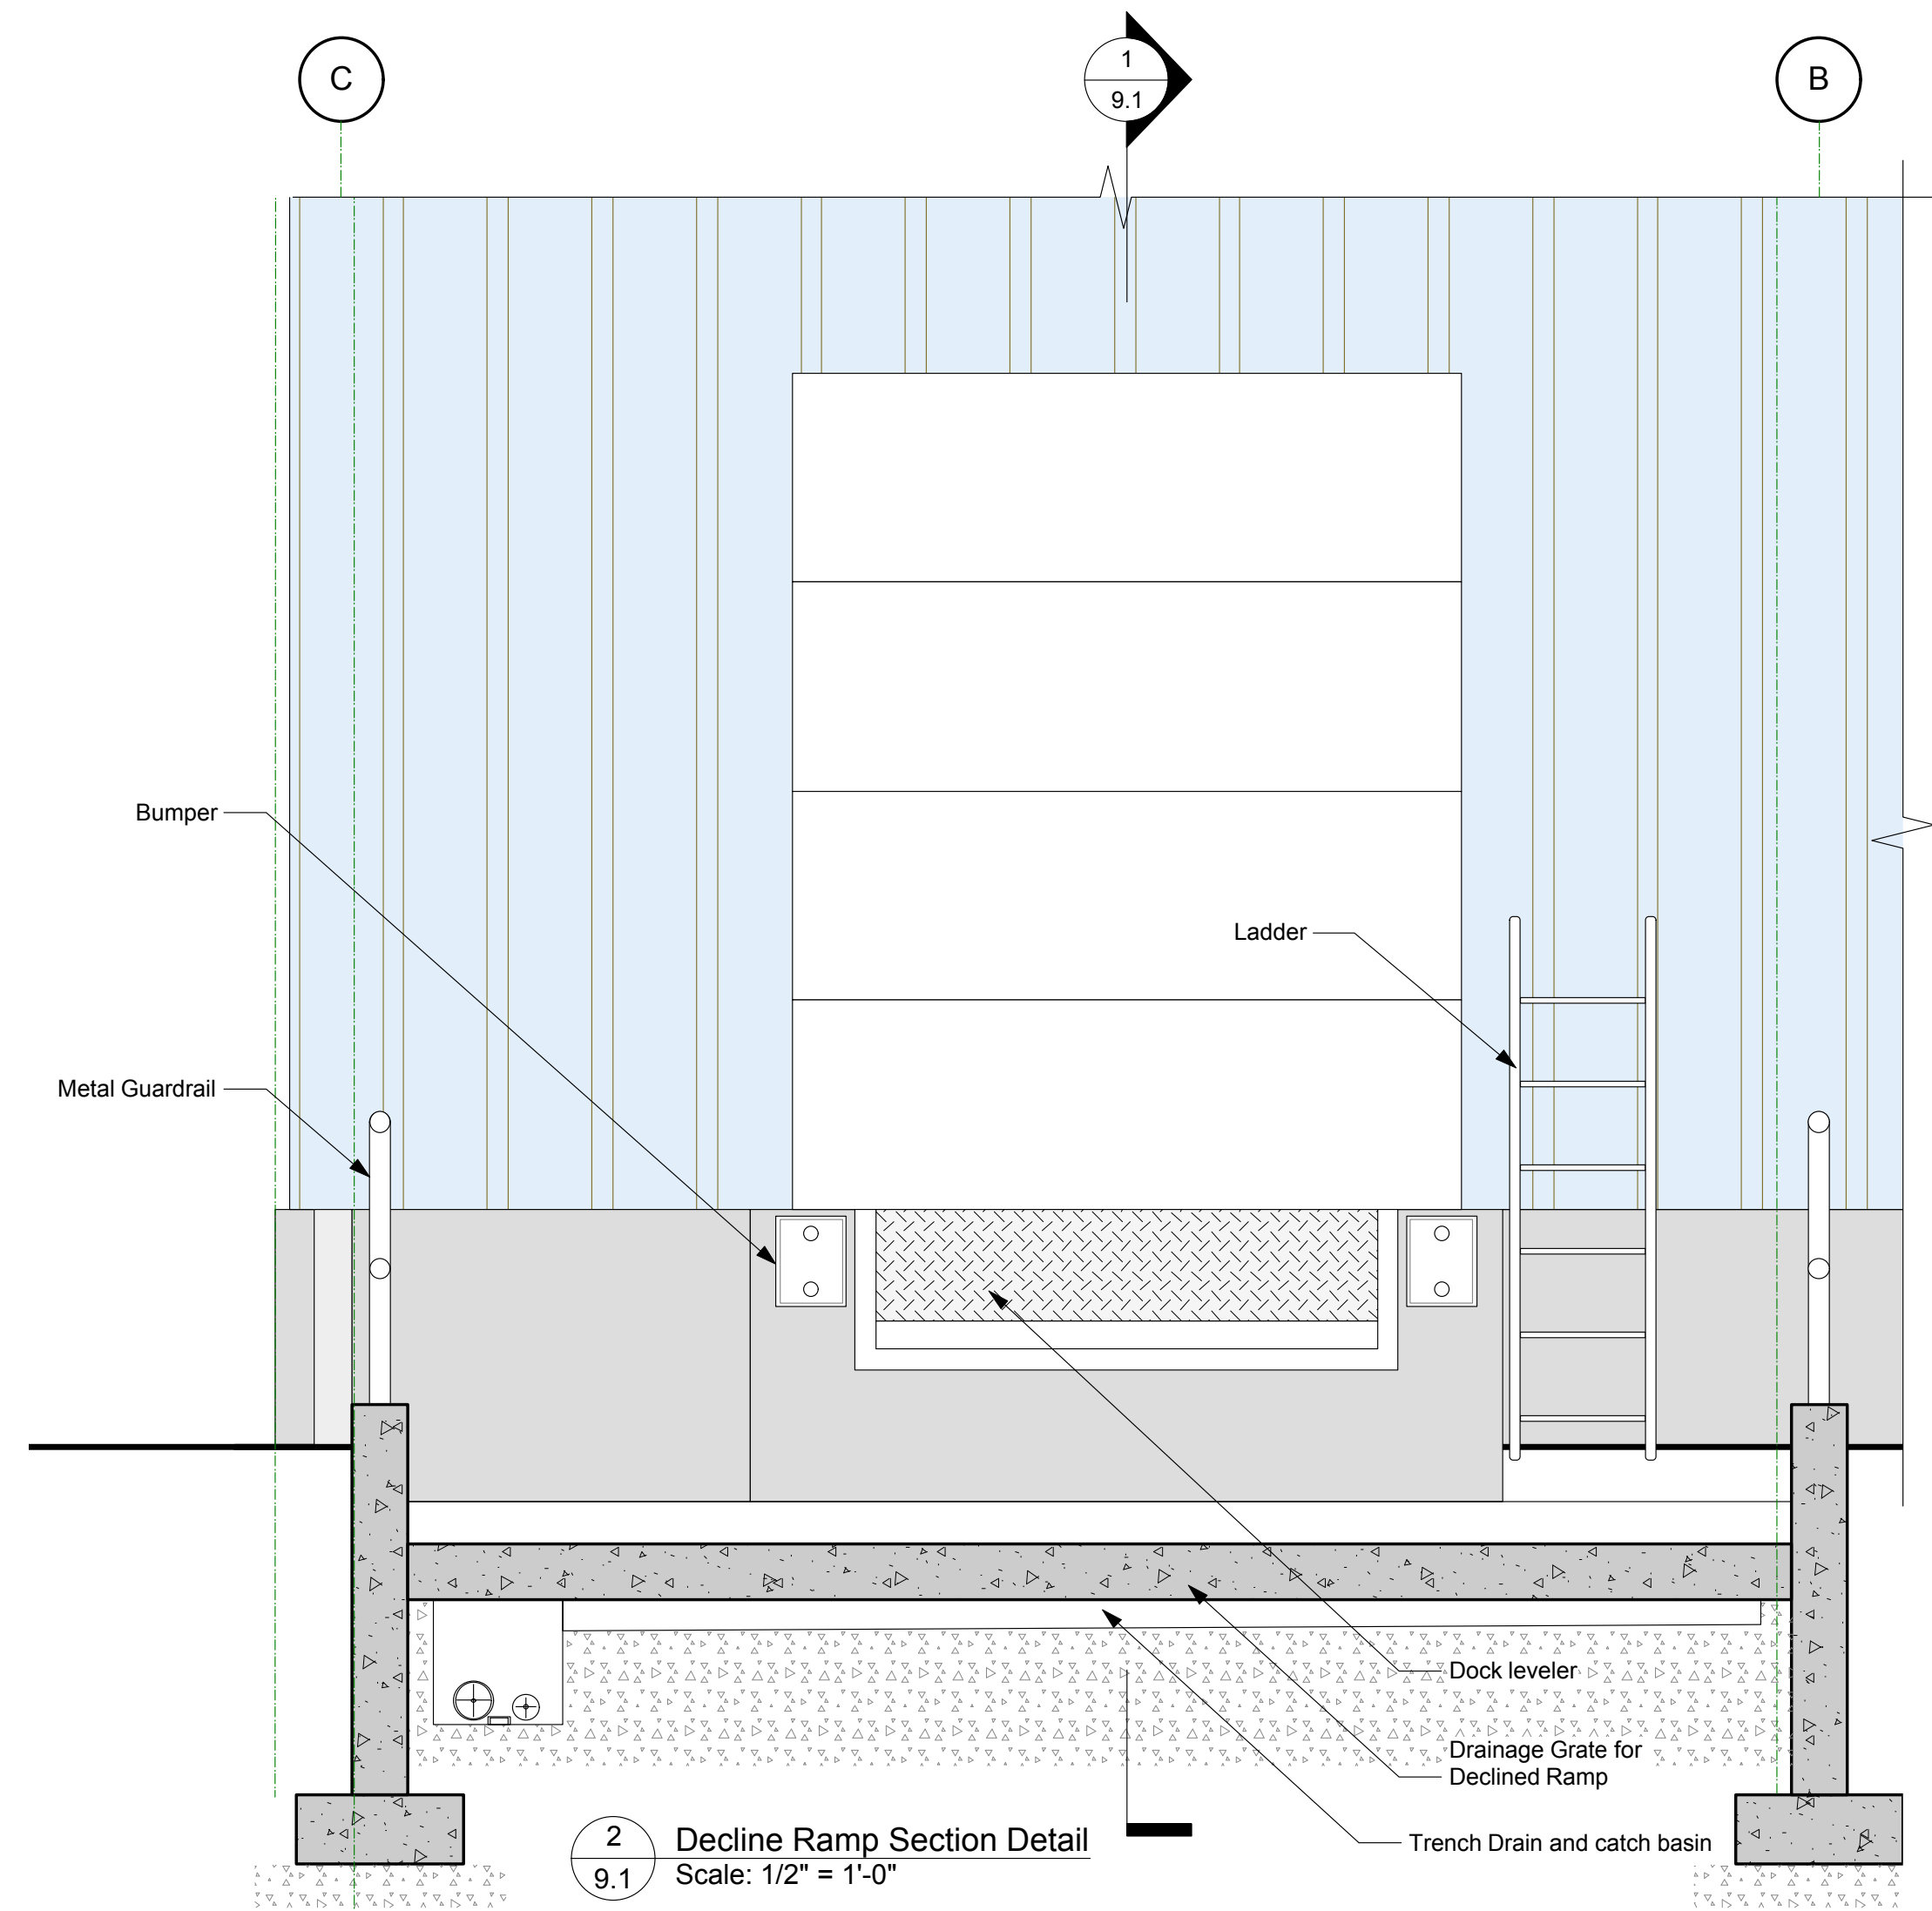 C
1
9.1
B
Bumper
Ladder
Metal Guardrail
Dock leveler
Drainage Grate for
Declined Ramp
Trench Drain and catch basin
2
9.1
Decline Ramp Section Detail
Scale: 1/2" = 1'-0"